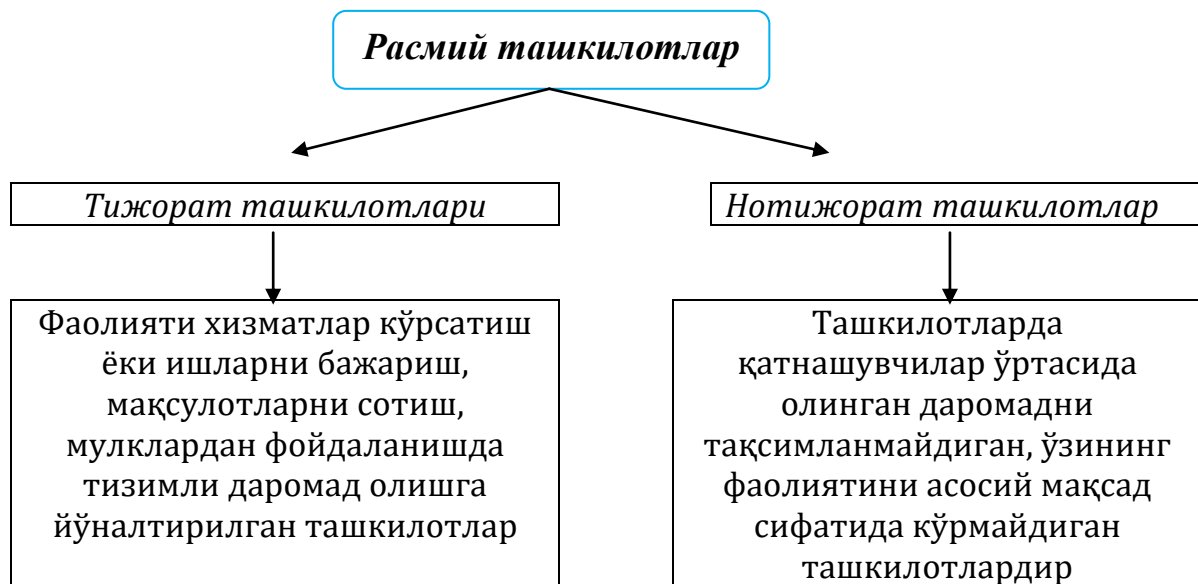 Расмий ташкилотлар
Тижорат ташкилотлари
Нотижорат ташкилотлар
Фаолияти хизматлар кўрсатиш
ёки ишларни бажариш,
мақсулотларни сотиш,
мулклардан фойдаланишда
тизимли даромад олишга
йўналтирилган ташкилотлар
Ташкилотларда
қатнашувчилар ўртасида
олинган даромадни
тақсимланмайдиган, ўзининг
фаолиятини асосий мақсад
сифатида кўрмайдиган
ташкилотлардир